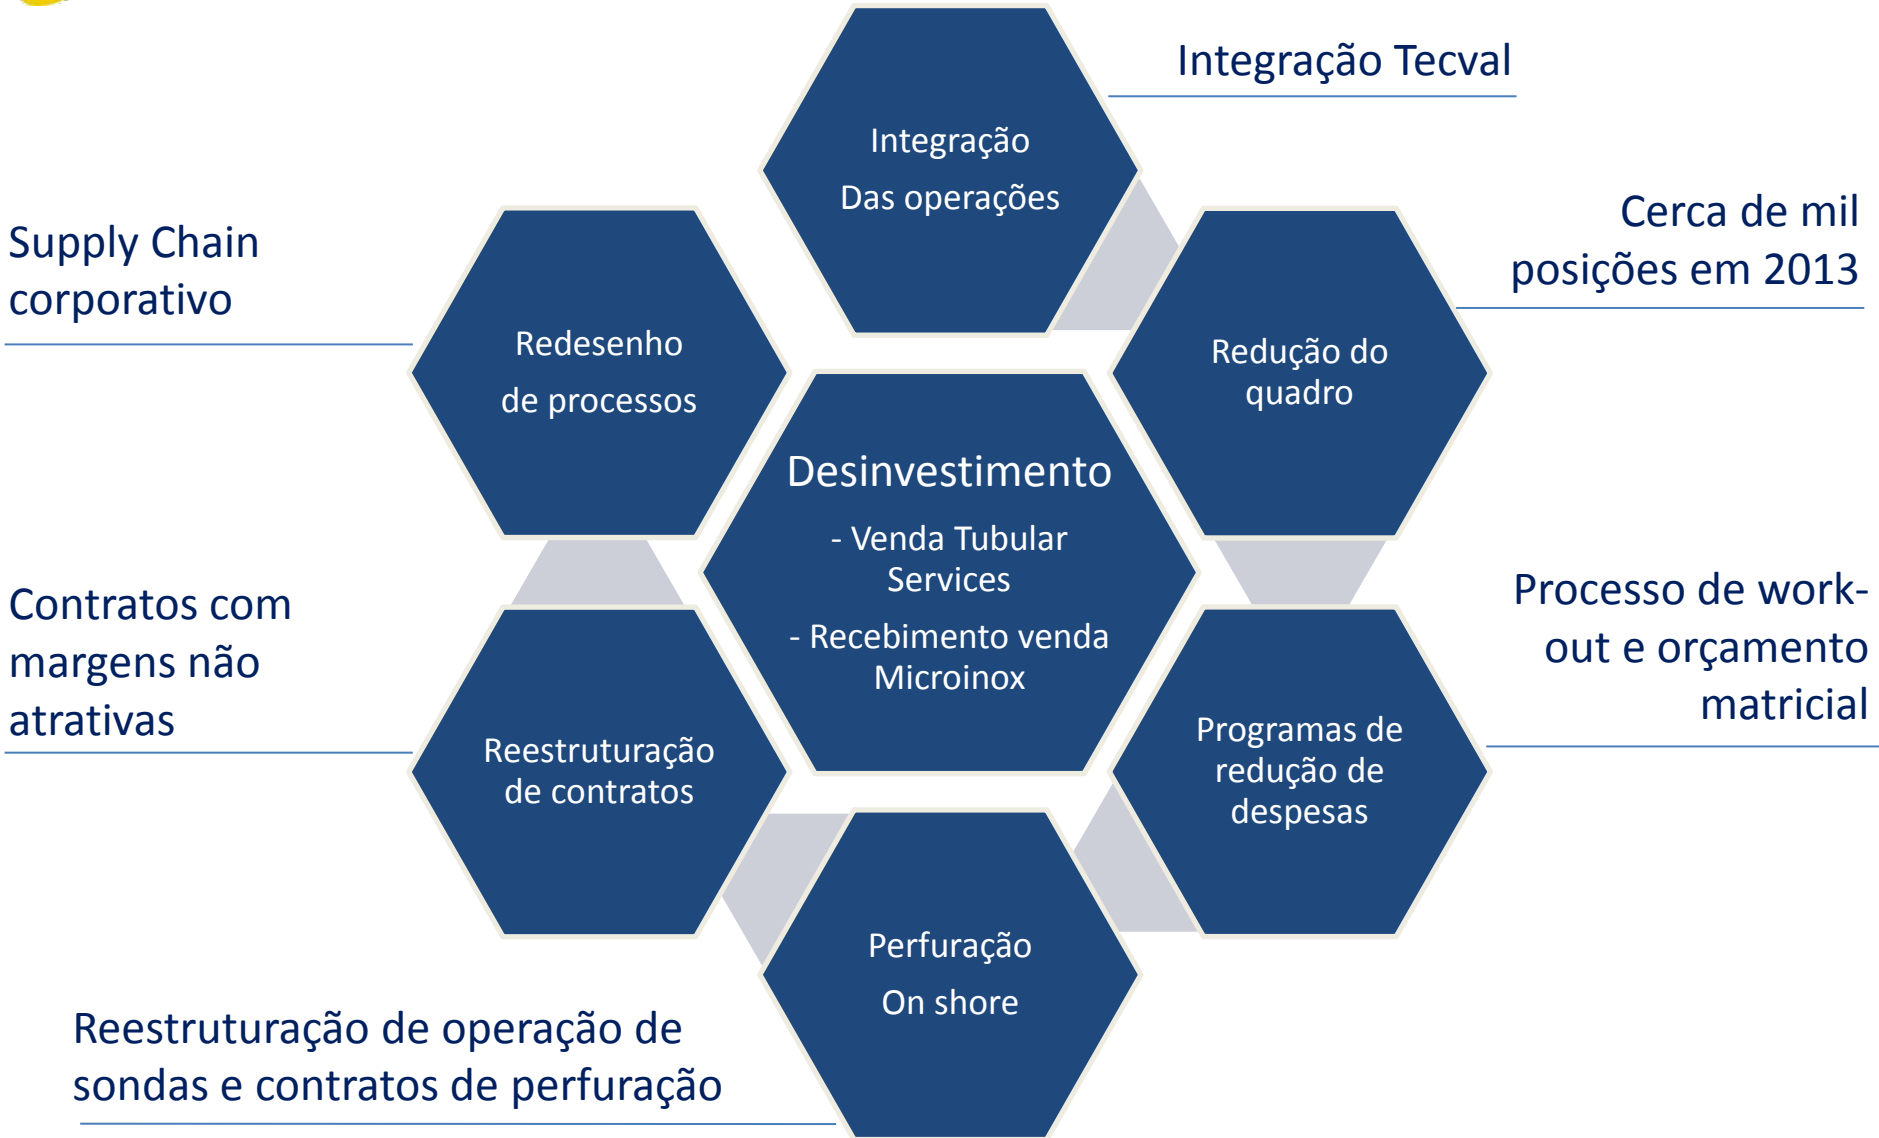 Integração Tecval
Integração
Das operações
Cerca de mil
posições em 2013
Supply Chain
corporativo
Redesenho
de processos
Redução do
quadro
Desinvestimento
- Venda Tubular
Services
- Recebimento venda
Microinox
Processo de work-
out e orçamento
matricial
Contratos com
margens não
atrativas
Reestruturação
de contratos
Programas de
redução de
despesas
Perfuração
On shore
Reestruturação de operação de
sondas e contratos de perfuração